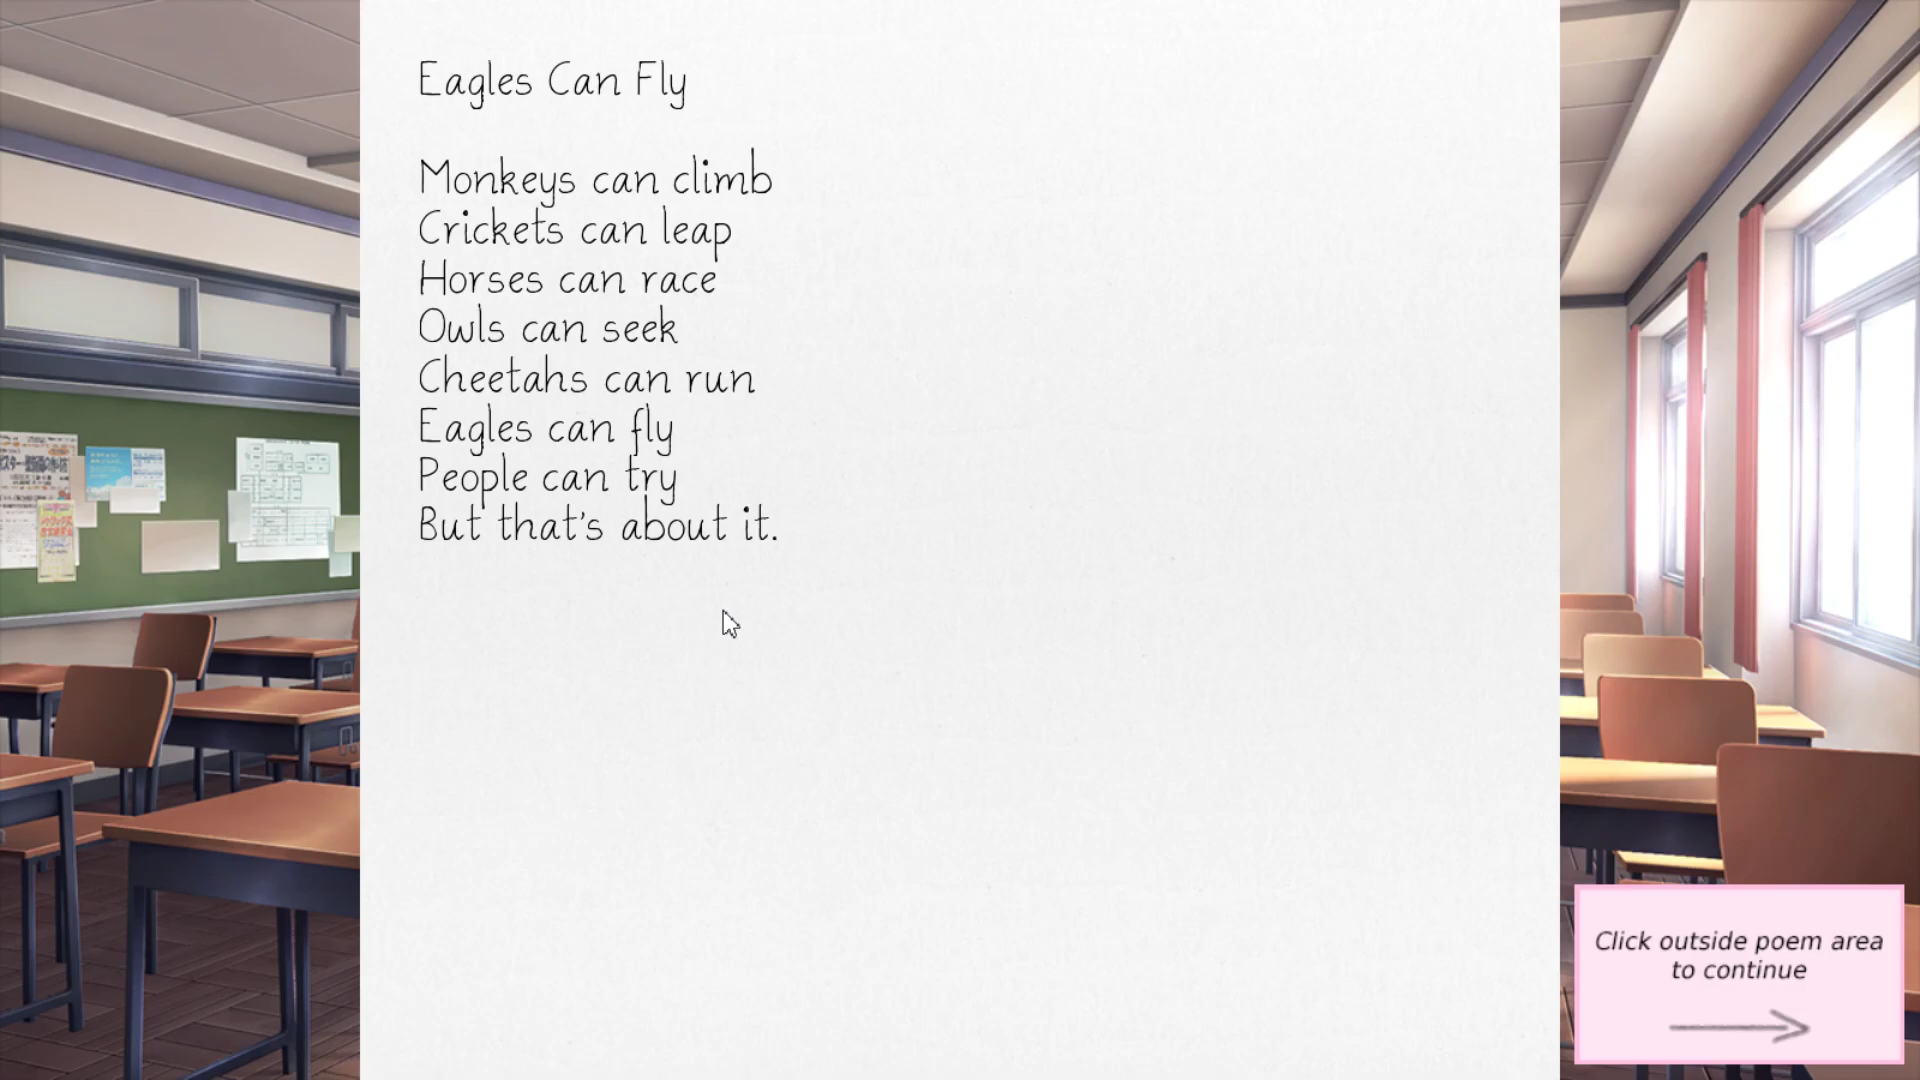 Eagles Can Fly
Monkeys can climb
Crickets can leap
Horses can race
Owls can seek
Cheetahs can run
Eagles can fly
People can try
But that's about it.
Click outside poem area
to continue